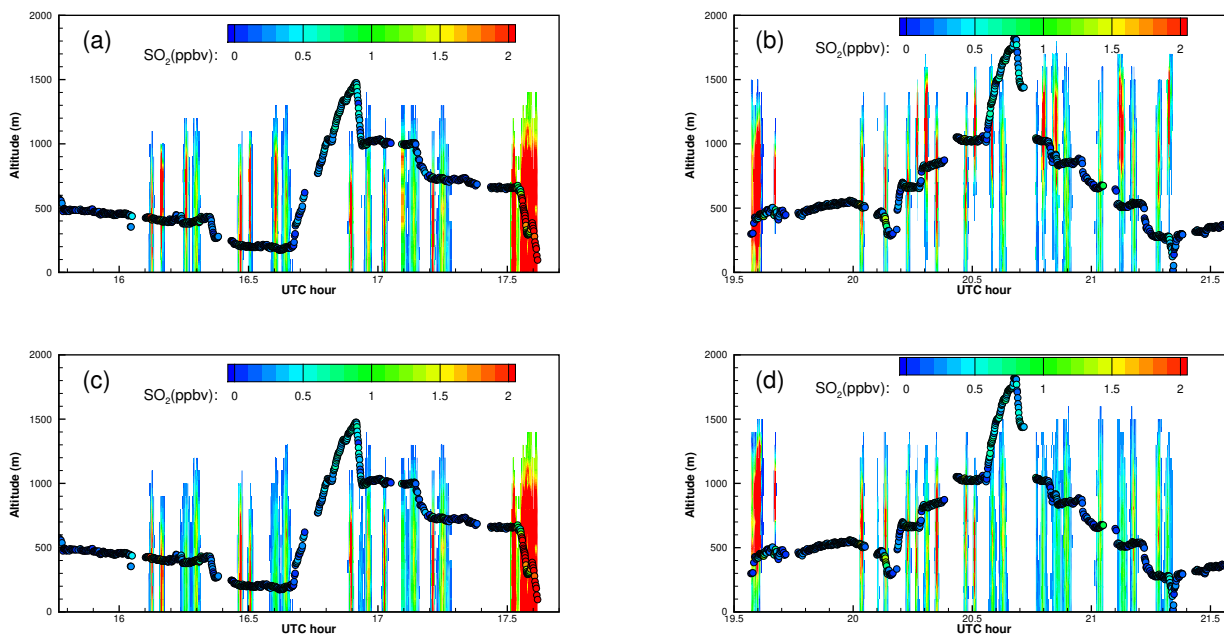 (a)
SO₂(ppbv): 0 0.5 1 1.5 2
Altitude (m)
2000
1500
1000
500
0
16 16.5 17 17.5
UTC hour
(b)
SO₂(ppbv): 0 0.5 1 1.5 2
Altitude (m)
2000
1500
1000
500
0
19.5 20 20.5 21 21.5
UTC hour
(c)
SO₂(ppbv): 0 0.5 1 1.5 2
Altitude (m)
2000
1500
1000
500
0
16 16.5 17 17.5
UTC hour
(d)
SO₂(ppbv): 0 0.5 1 1.5 2
Altitude (m)
2000
1500
1000
500
0
19.5 20 20.5 21 21.5
UTC hour